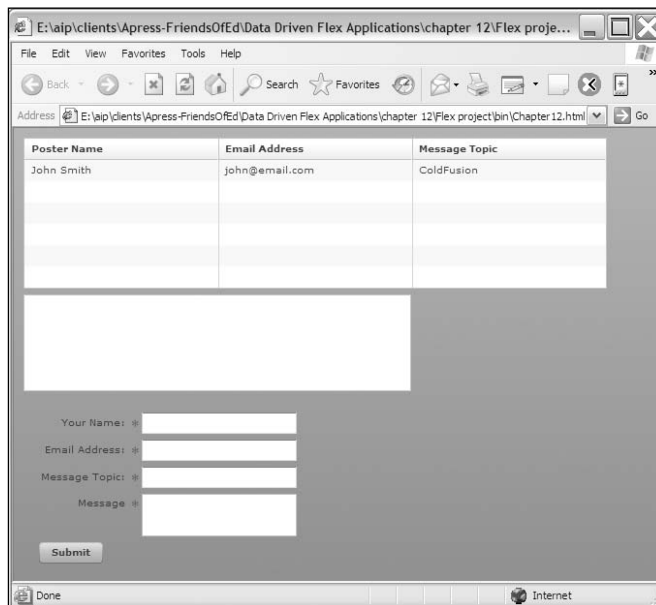 E:\aip\clients\Apress-FriendsOfEd\Data Driven Flex Applications\chapter 12\Flex proje...
File Edit View Favorites Tools Help
Back Search Favorites
Address E:\aip\clients\Apress-FriendsOfEd\Data Driven Flex Applications\chapter 12\Flex project\bin\Chapter12.html Go
Poster Name Email Address Message Topic
John Smith john@email.com ColdFusion
Your Name: *
Email Address: *
Message Topic: *
Message *
Submit
Done Internet